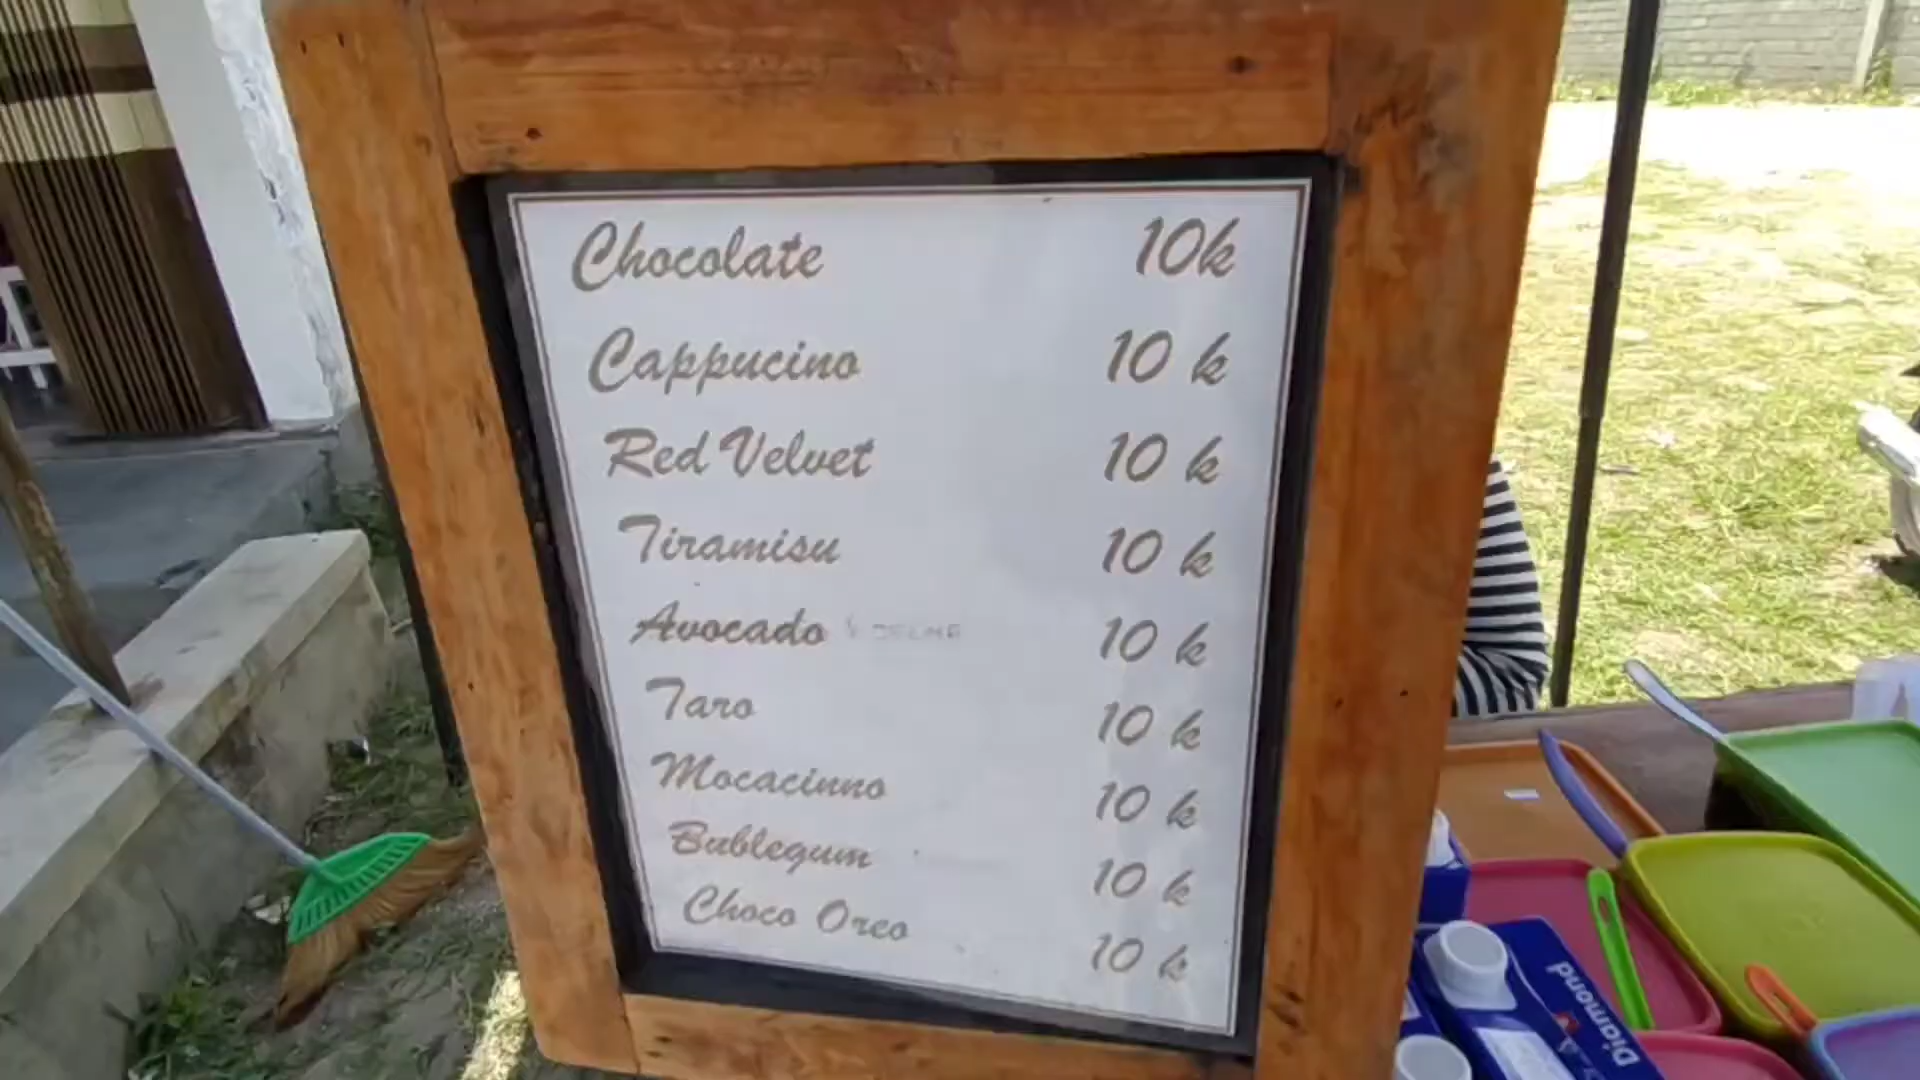 Chocolate 10k
Cappucino 10 k
Red Velvet 10 k
Tiramisu 10 k
Avocado 10 k
Taro 10 k
Mocacinno 10 k
Bublegum 10 k
Choco Oreo 10 k
Diamond